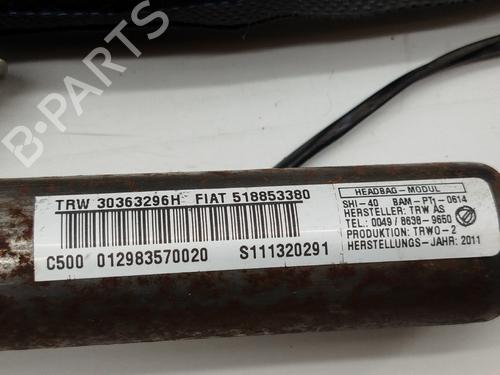 B-PARTS
TRW 30363296H FIAT 518853380
C500 012983570020 S111320291
HEADBAG-MODUL
SHI-40 BAM-PT1-0614
HERSTELLER: TRW AS
TEL.: 0049 / 8638-9650
PRODUKTION: TRWO-2
HERSTELLUNGS-JAHR: 2011